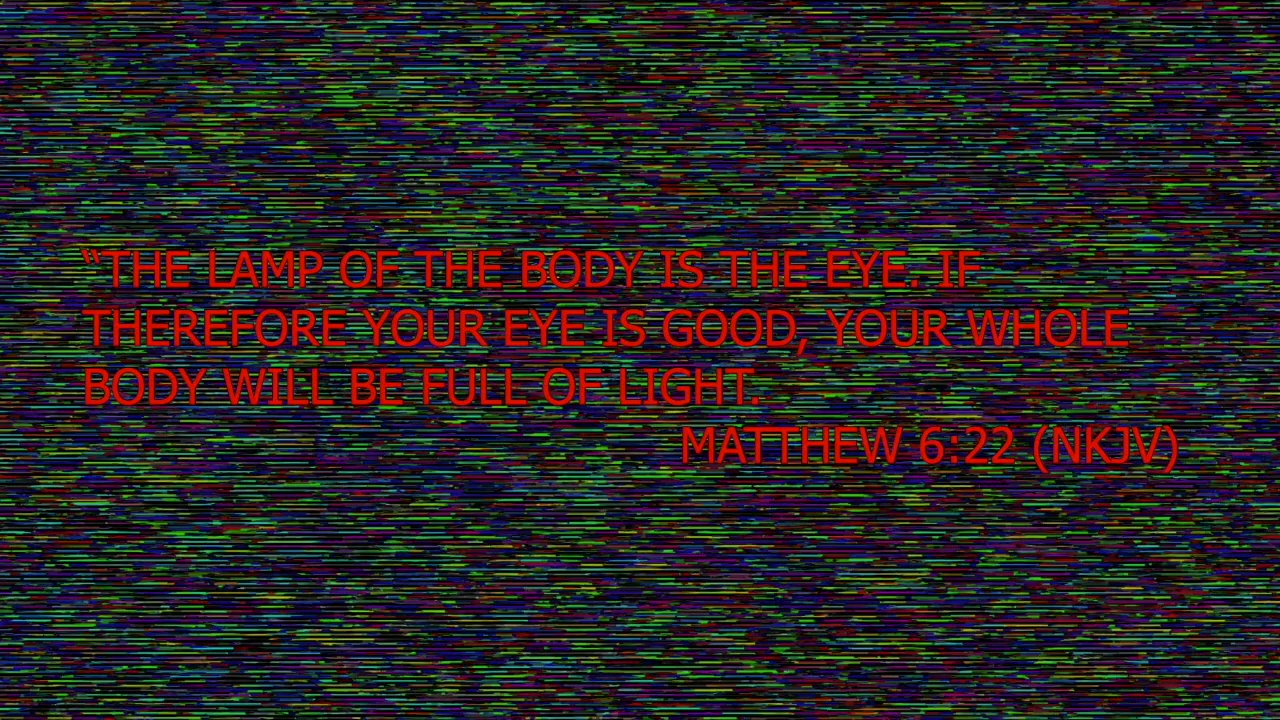 “THE LAMP OF THE BODY IS THE EYE. IF
THEREFORE YOUR EYE IS GOOD, YOUR WHOLE
BODY WILL BE FULL OF LIGHT.
MATTHEW 6:22 (NKJV)